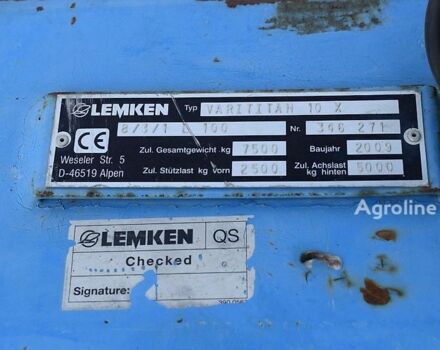 LEMKEN Typ VARITITAN 10 X
8/3/1 L 100 Nr. 346 271
CE
Weseler Str. 5
D-46519 Alpen
Zul. Gesamtgewicht kg 7500 Baujahr 2009
Zul. Stützlast kg vorn 2500 Zul. Achslast kg hinten 5000
Agroline
LEMKEN QS
Checked
Signature: